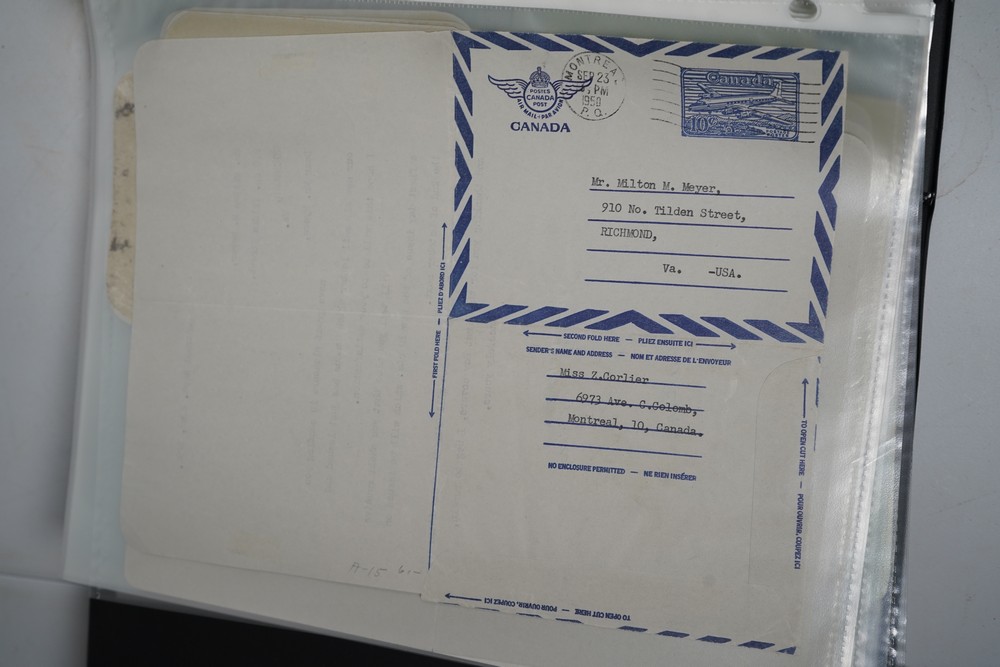 POSTES
CANADA
POST
AIR MAIL · PAR AVION
CANADA
MONTREAL
SEP 23
PM
1950
P.Q.
Canada
10¢
Mr. Milton M. Meyer,
910 No. Tilden Street,
RICHMOND,
Va. -USA.
SECOND FOLD HERE — PLIEZ ENSUITE ICI
SENDER'S NAME AND ADDRESS — NOM ET ADRESSE DE L'ENVOYEUR
Miss Z.Corlier
6973 Ave. C.Colomb,
Montreal, 10, Canada.
NO ENCLOSURE PERMITTED — NE RIEN INSÉRER
FIRST FOLD HERE — PLIEZ D'ABORD ICI
TO OPEN CUT HERE — POUR OUVRIR, COUPEZ ICI
TO OPEN CUT HERE — POUR OUVRIR, COUPEZ ICI
A-15 6.-